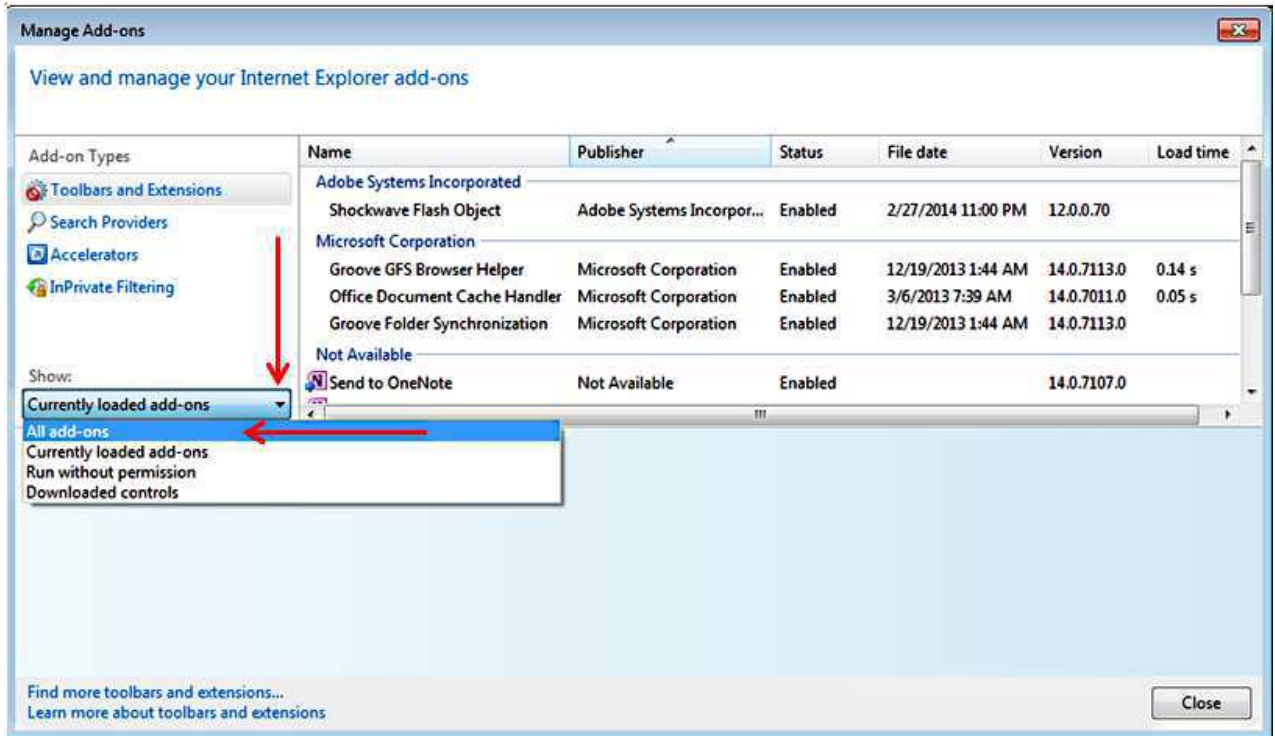 Manage Add-ons
View and manage your Internet Explorer add-ons
Add-on Types
Toolbars and Extensions
Search Providers
Accelerators
InPrivate Filtering
Show:
Currently loaded add-ons
All add-ons
Currently loaded add-ons
Run without permission
Downloaded controls
Name Publisher Status File date Version Load time
Adobe Systems Incorporated
Shockwave Flash Object Adobe Systems Incorpor... Enabled 2/27/2014 11:00 PM 12.0.0.70
Microsoft Corporation
Groove GFS Browser Helper Microsoft Corporation Enabled 12/19/2013 1:44 AM 14.0.7113.0 0.14 s
Office Document Cache Handler Microsoft Corporation Enabled 3/6/2013 7:39 AM 14.0.7011.0 0.05 s
Groove Folder Synchronization Microsoft Corporation Enabled 12/19/2013 1:44 AM 14.0.7113.0
Not Available
Send to OneNote Not Available Enabled 14.0.7107.0
Find more toolbars and extensions...
Learn more about toolbars and extensions
Close